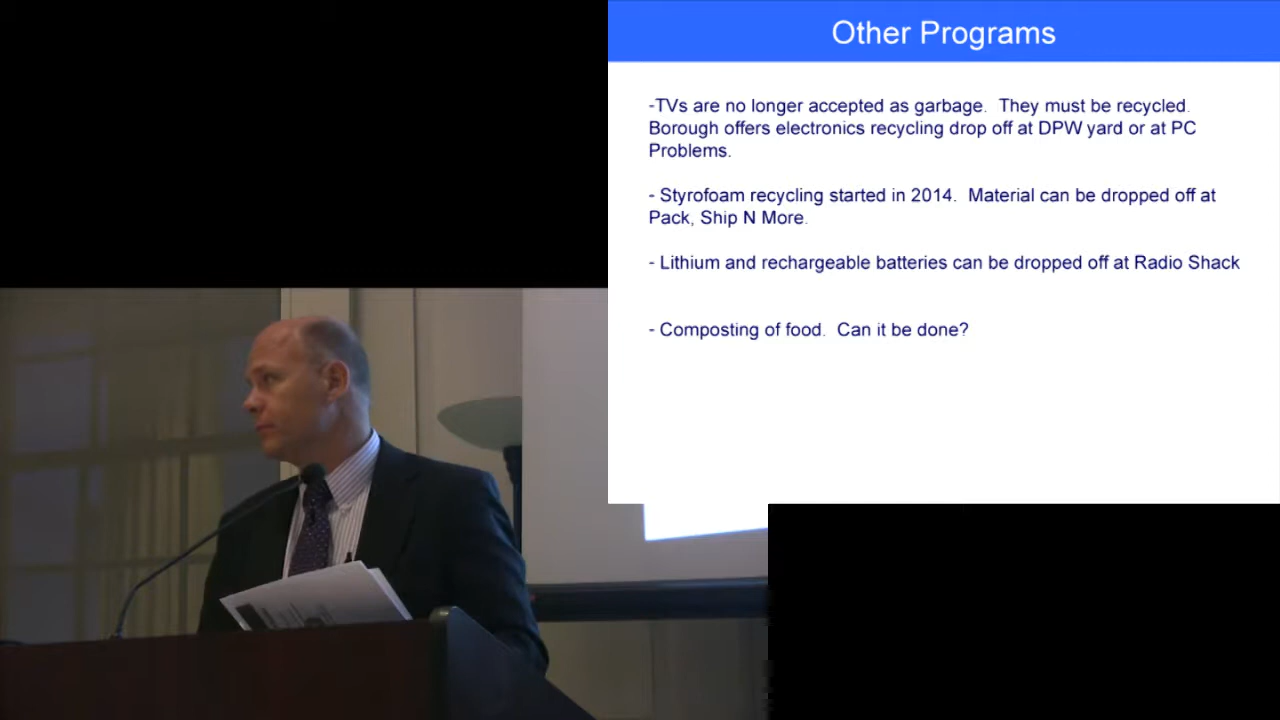 Other Programs
-TVs are no longer accepted as garbage.  They must be recycled.
Borough offers electronics recycling drop off at DPW yard or at PC
Problems.
- Styrofoam recycling started in 2014.  Material can be dropped off at
Pack, Ship N More.
- Lithium and rechargeable batteries can be dropped off at Radio Shack
- Composting of food.  Can it be done?